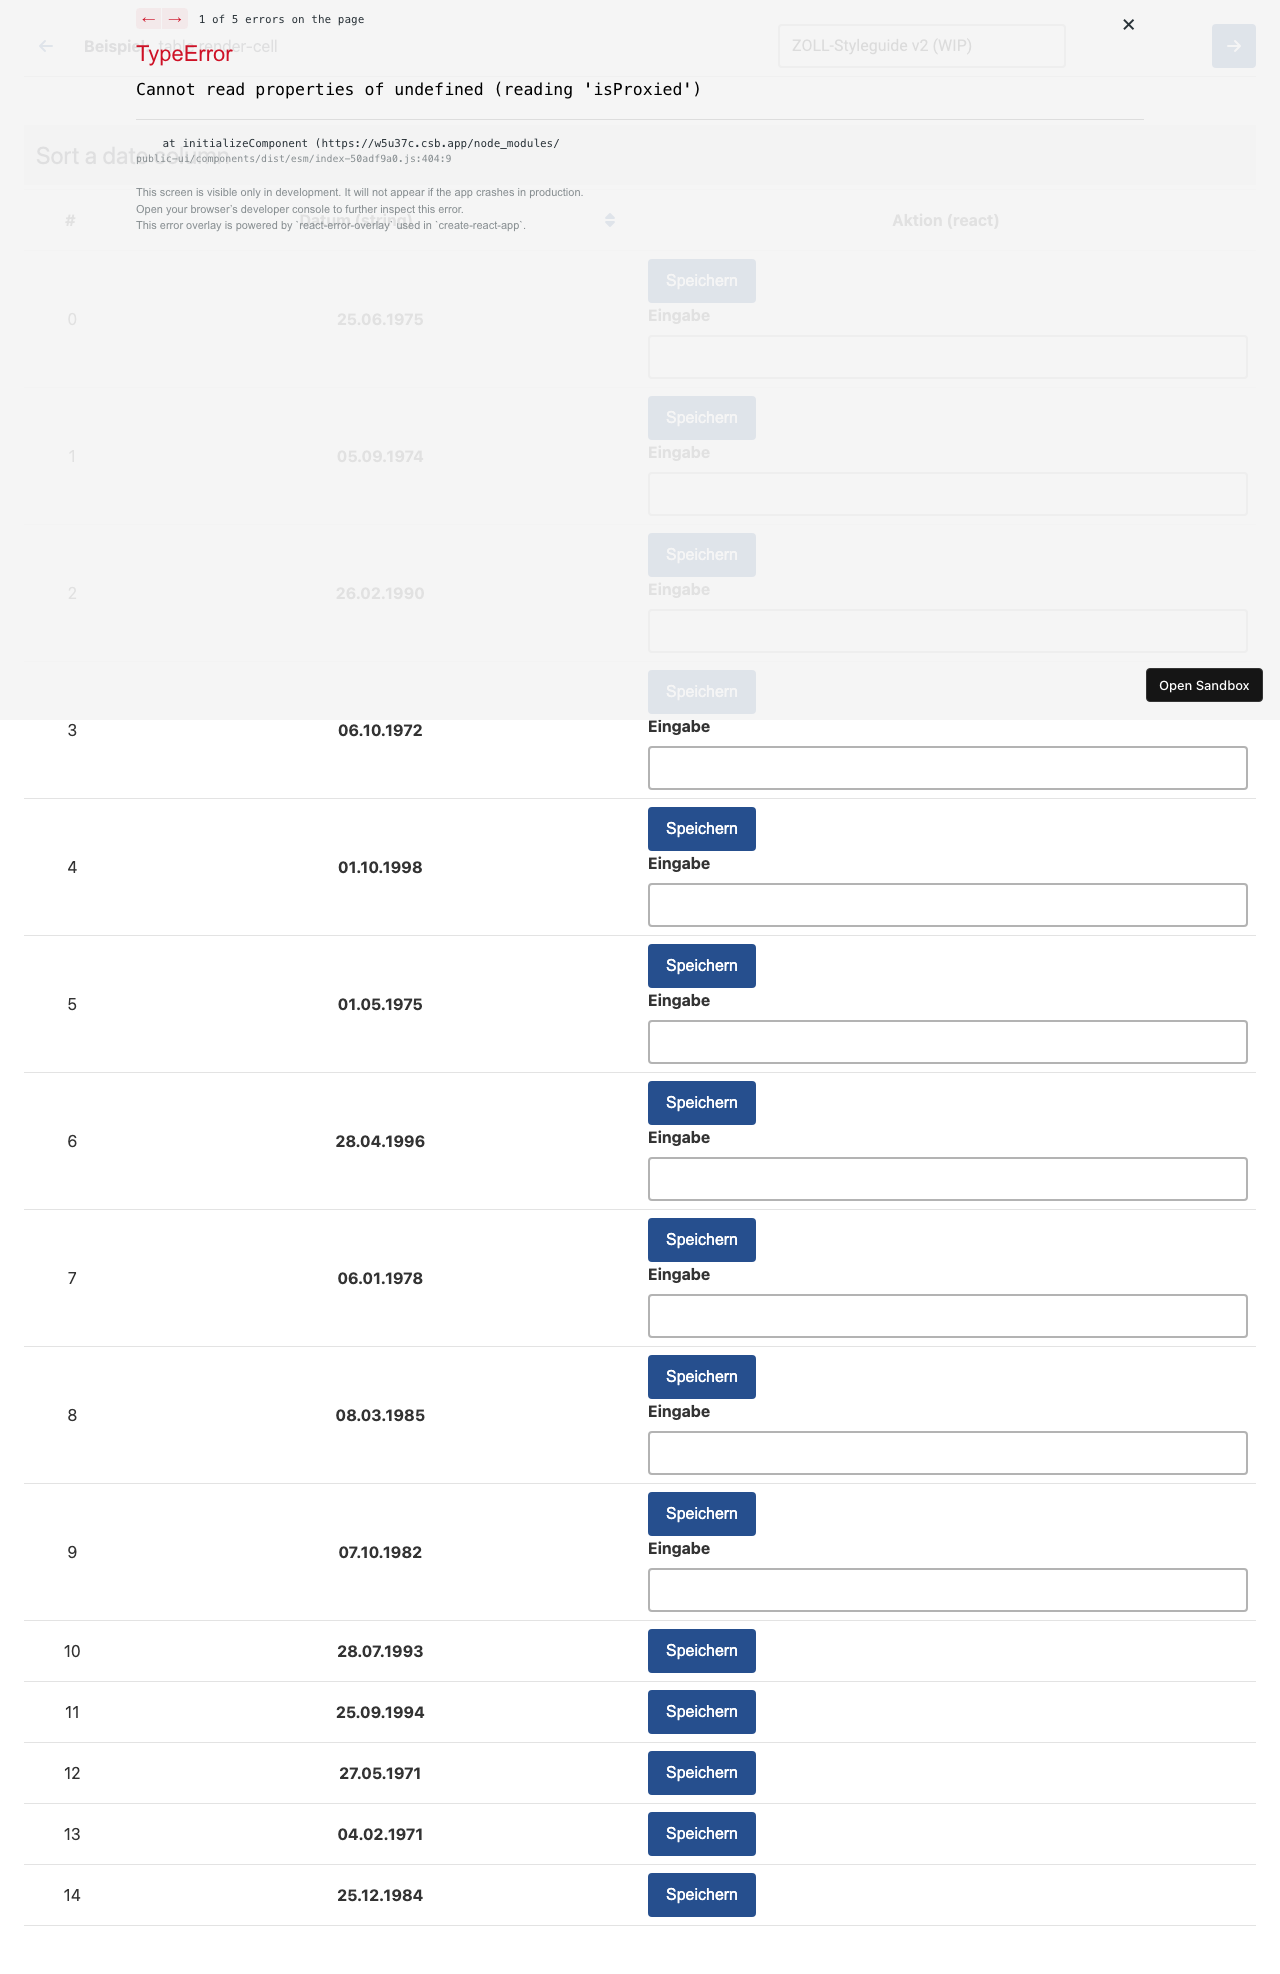 ← → 1 of 5 errors on the page
TypeError
Beispiel table-render-cell
ZOLL-Styleguide v2 (WIP)
Cannot read properties of undefined (reading 'isProxied')
at initializeComponent (https://w5u37c.csb.app/node_modules/
Sort a date column
public-ui/components/dist/esm/index-50adf9a0.js:404:9
This screen is visible only in development. It will not appear if the app crashes in production.
Open your browser's developer console to further inspect this error.
This error overlay is powered by `react-error-overlay` used in `create-react-app`.
# Datum (string) Aktion (react)
Speichern
Eingabe
0 25.06.1975
Speichern
Eingabe
1 05.09.1974
Speichern
Eingabe
2 26.02.1990
Open Sandbox
Speichern
Eingabe
3 06.10.1972
Speichern
Eingabe
4 01.10.1998
Speichern
Eingabe
5 01.05.1975
Speichern
Eingabe
6 28.04.1996
Speichern
Eingabe
7 06.01.1978
Speichern
Eingabe
8 08.03.1985
Speichern
Eingabe
9 07.10.1982
10 28.07.1993 Speichern
11 25.09.1994 Speichern
12 27.05.1971 Speichern
13 04.02.1971 Speichern
14 25.12.1984 Speichern